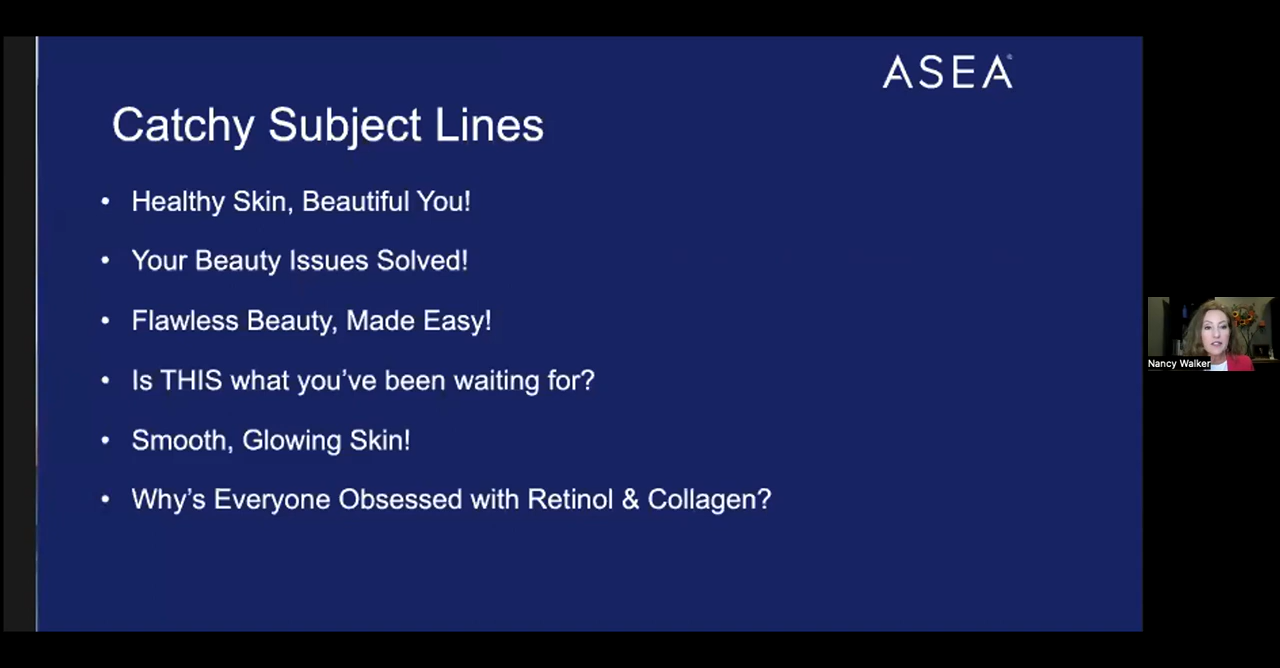 ASEA®
Catchy Subject Lines
• Healthy Skin, Beautiful You!
• Your Beauty Issues Solved!
• Flawless Beauty, Made Easy!
• Is THIS what you’ve been waiting for?
• Smooth, Glowing Skin!
• Why’s Everyone Obsessed with Retinol & Collagen?
Nancy Walker